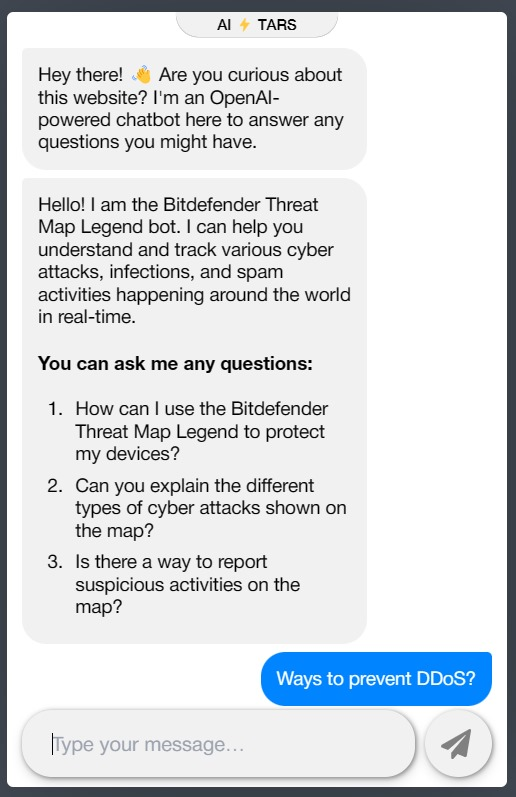 AI ⚡ TARS
Hey there! 👋 Are you curious about
this website? I'm an OpenAI-
powered chatbot here to answer any
questions you might have.
Hello! I am the Bitdefender Threat
Map Legend bot. I can help you
understand and track various cyber
attacks, infections, and spam
activities happening around the world
in real-time.
You can ask me any questions:
1. How can I use the Bitdefender
Threat Map Legend to protect
my devices?
2. Can you explain the different
types of cyber attacks shown on
the map?
3. Is there a way to report
suspicious activities on the
map?
Ways to prevent DDoS?
Type your message...